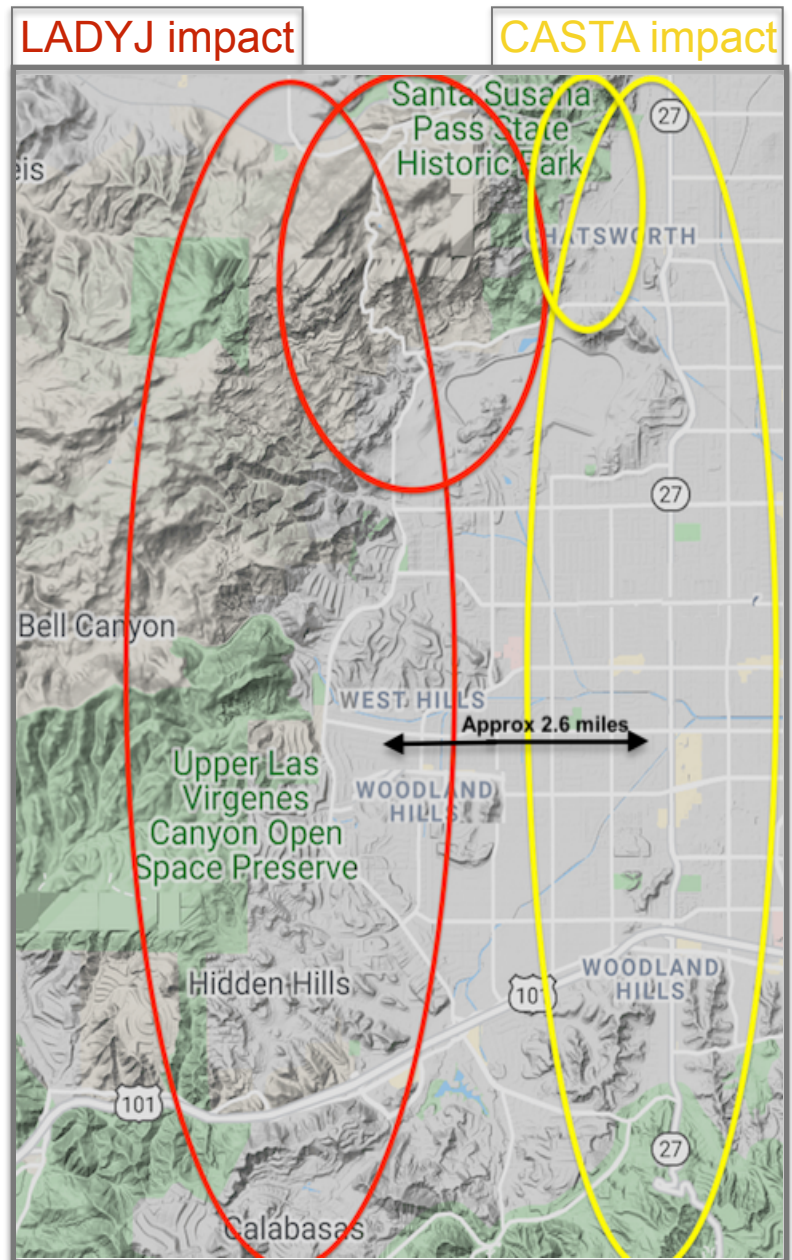 LADYJ impact
CASTA impact
Santa Susana
Pass State
Historic Park
27
eis
CHATSWORTH
27
Bell Canyon
WEST HILLS
Approx 2.6 miles
Upper Las
Virgenes
Canyon Open
Space Preserve
WOODLAND
HILLS
WOODLAND
HILLS
Hidden Hills
101
101
27
Calabasas